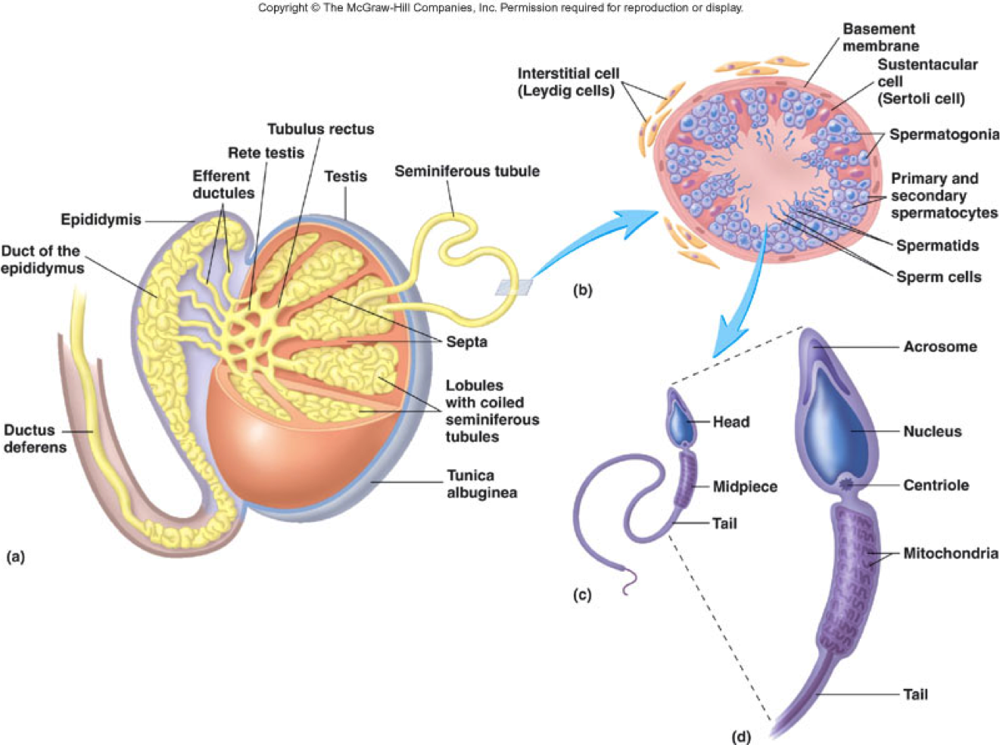 Copyright © The McGraw-Hill Companies, Inc. Permission required for reproduction or display.
Tubulus rectus
Rete testis
Efferent
ductules
Testis
Seminiferous tubule
Epididymis
Duct of the
epididymus
Septa
Lobules
with coiled
seminiferous
tubules
Ductus
deferens
Tunica
albuginea
(a)
Interstitial cell
(Leydig cells)
Basement
membrane
Sustentacular
cell
(Sertoli cell)
Spermatogonia
Primary and
secondary
spermatocytes
Spermatids
Sperm cells
(b)
Head
Midpiece
Tail
(c)
Acrosome
Nucleus
Centriole
Mitochondria
Tail
(d)